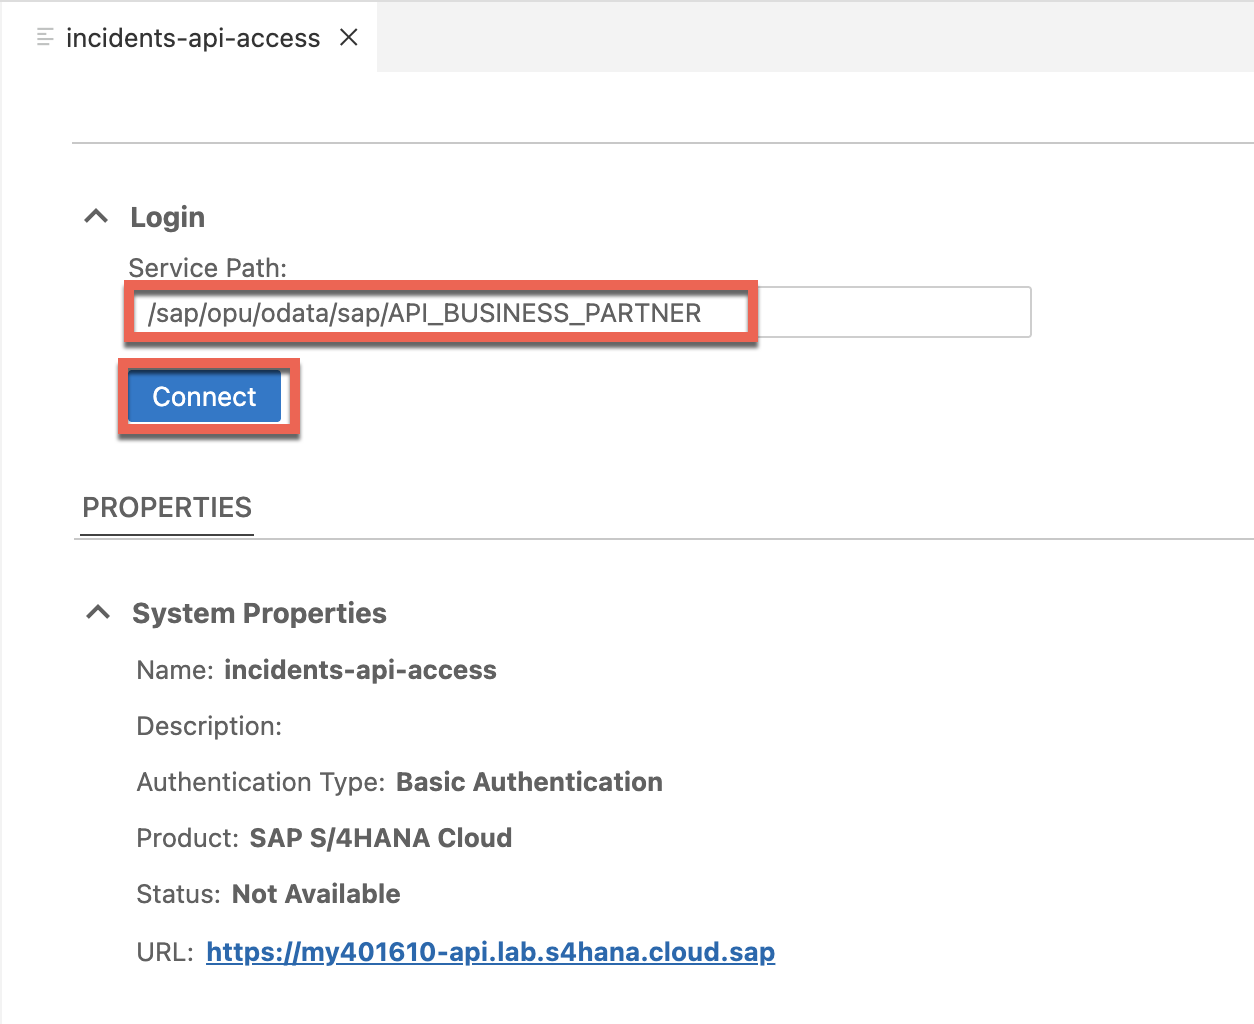 incidents-api-access
Login
Service Path:
/sap/opu/odata/sap/API_BUSINESS_PARTNER
Connect
PROPERTIES
System Properties
Name: incidents-api-access
Description:
Authentication Type: Basic Authentication
Product: SAP S/4HANA Cloud
Status: Not Available
URL: https://my401610-api.lab.s4hana.cloud.sap